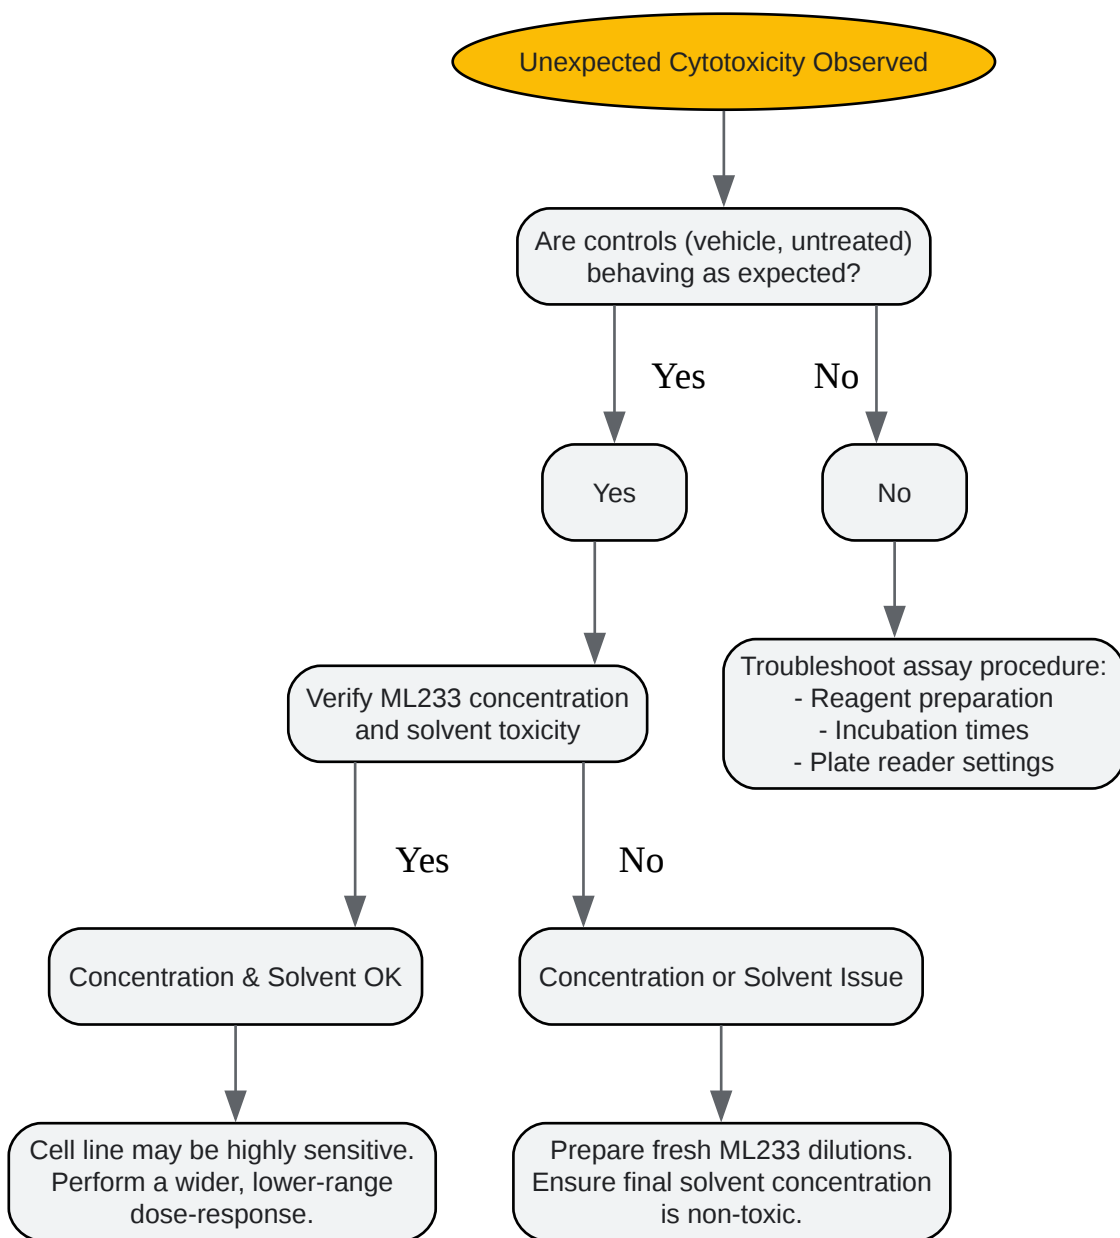 Unexpected Cytotoxicity Observed
Are controls (vehicle, untreated)
behaving as expected?
Yes
No
Yes
No
Verify ML233 concentration
and solvent toxicity
Troubleshoot assay procedure:
- Reagent preparation
- Incubation times
- Plate reader settings
Yes
No
Concentration & Solvent OK
Concentration or Solvent Issue
Cell line may be highly sensitive.
Perform a wider, lower-range
dose-response.
Prepare fresh ML233 dilutions.
Ensure final solvent concentration
is non-toxic.